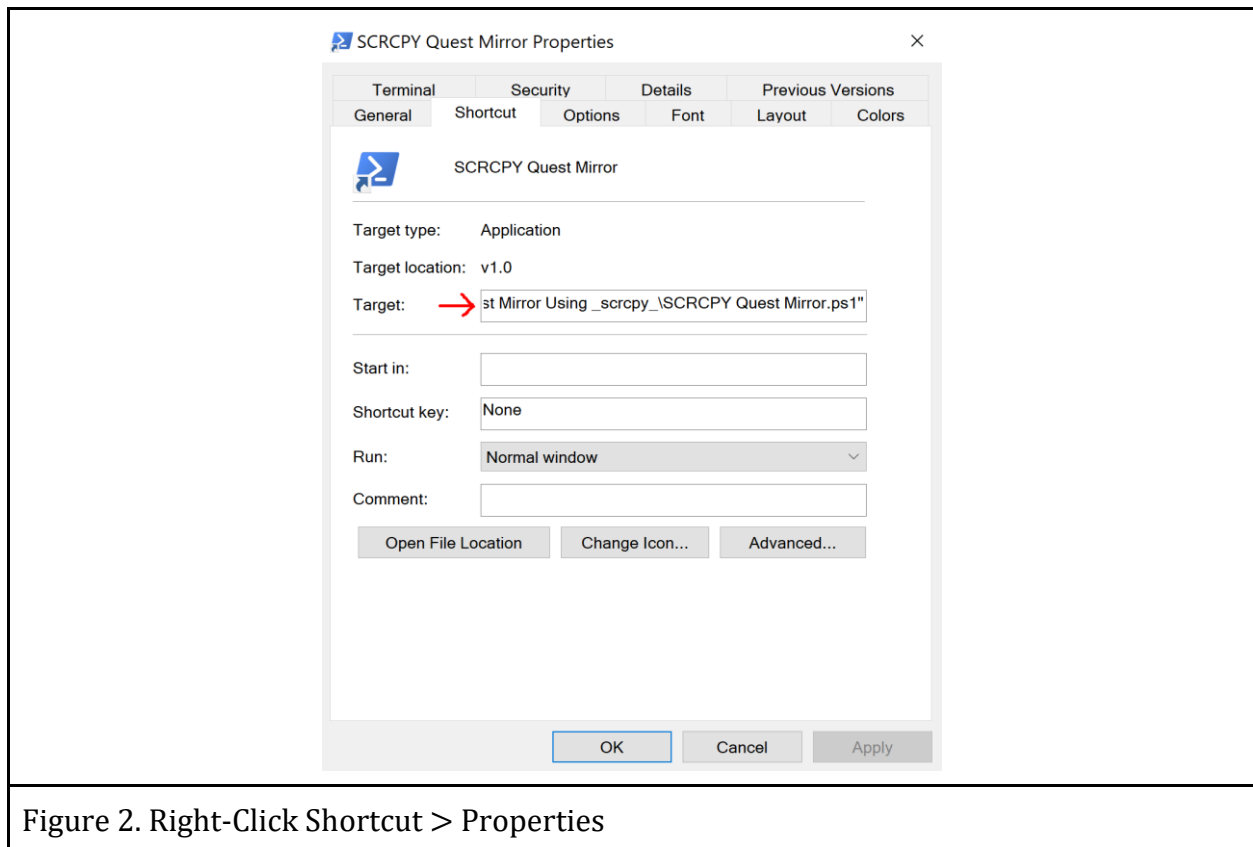 SCRCPY Quest Mirror Properties
Terminal Security Details Previous Versions
General Shortcut Options Font Layout Colors
SCRCPY Quest Mirror
Target type: Application
Target location: v1.0
Target: st Mirror Using _scrcpy_\SCRCPY Quest Mirror.ps1"
Start in:
Shortcut key: None
Run: Normal window
Comment:
Open File Location Change Icon... Advanced...
OK Cancel Apply
Figure 2. Right-Click Shortcut > Properties